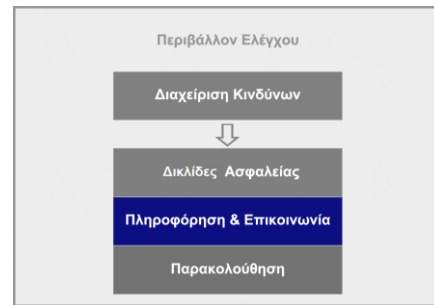 Περιβάλλον Ελέγχου
Διαχείριση Κινδύνων
Δικλίδες Ασφαλείας
Πληροφόρηση & Επικοινωνία
Παρακολούθηση